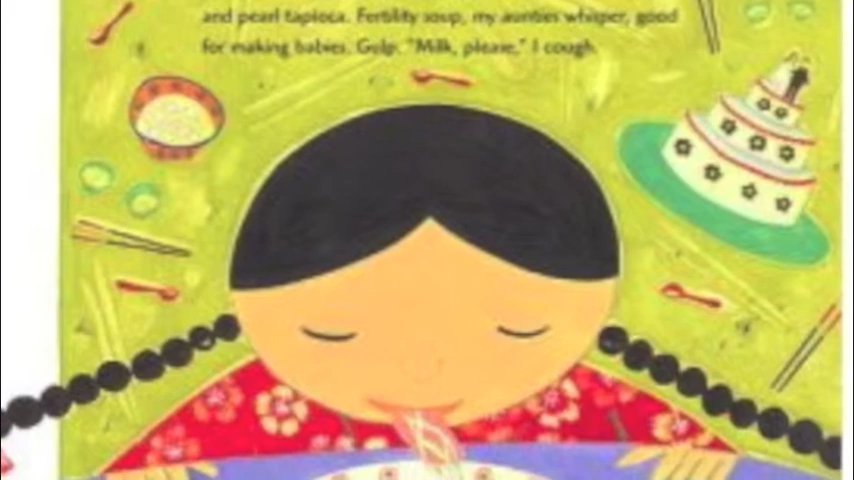 and pearl tapioca. Fertility soup, my aunties whisper, good
for making babies. Gulp. "Milk, please," I cough.